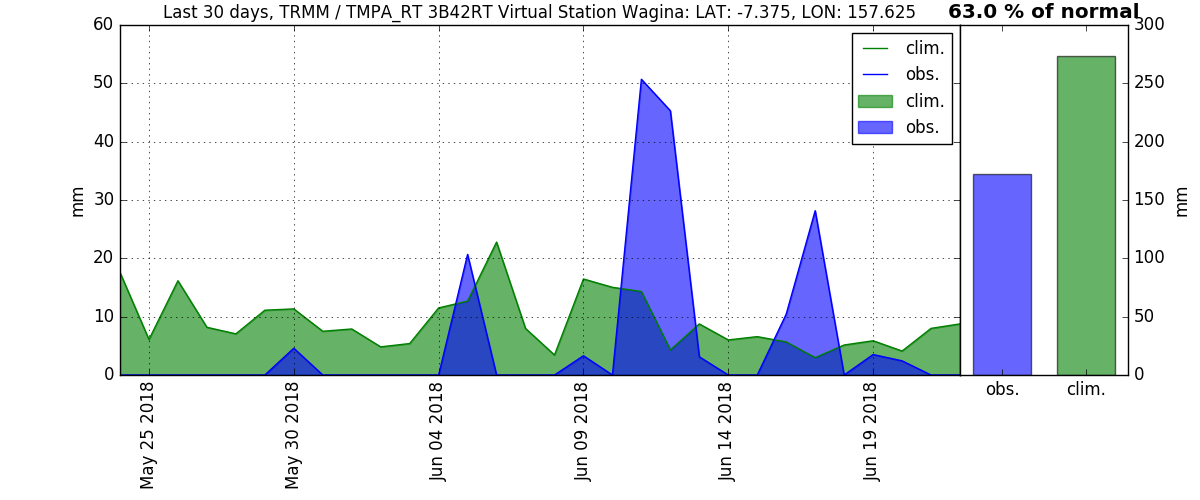 Last 30 days, TRMM / TMPA_RT 3B42RT Virtual Station Wagina: LAT: -7.375, LON: 157.625
63.0 % of normal
60
50
40
30
20
10
0
mm
clim.
obs.
clim.
obs.
May 25 2018
May 30 2018
Jun 04 2018
Jun 09 2018
Jun 14 2018
Jun 19 2018
300
250
200
150
100
50
0
mm
obs.
clim.